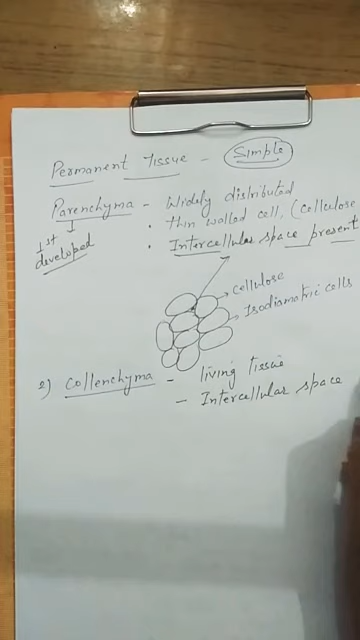 Permanent Tissue - Simple
Parenchyma - Widely distributed
1st developed
• Thin walled cell, (Cellulose
• Intercellular space present
cellulose
Isodiametric cells
2) Collenchyma - living tissue
- Intercellular space